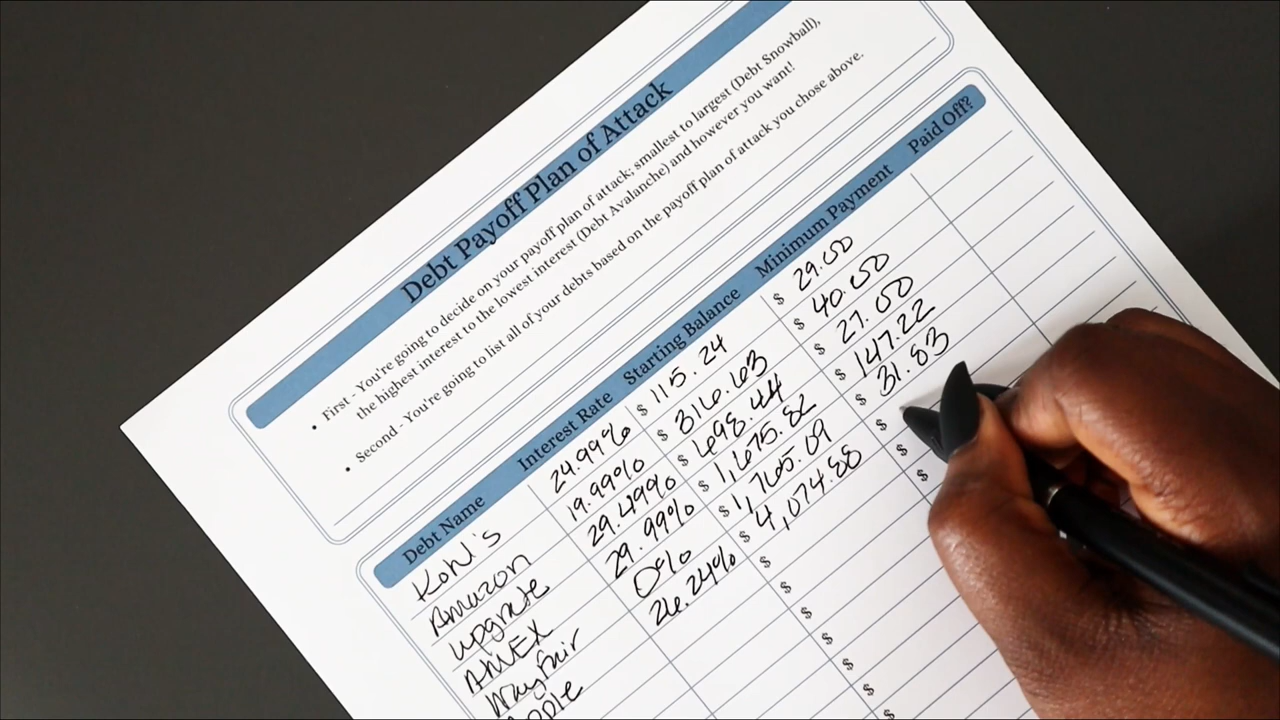 Debt Payoff Plan of Attack
• First - You're going to decide on your payoff plan of attack; smallest to largest (Debt Snowball),
the highest interest to the lowest interest (Debt Avalanche) and however you want!
• Second - You're going to list all of your debts based on the payoff plan of attack you chose above.
Debt Name Interest Rate Starting Balance Minimum Payment Paid Off?
Kohl's 24.99% $ 115.24 $ 29.00
Amazon 19.99% $ 316.63 $ 40.00
upgrade 29.49% $ 698.44 $ 27.00
AMEX 29.99% $ 1,675.82 $ 147.22
Wayfair 0% $ 1,765.09 $ 31.83
Apple 26.24% $ 4,074.88 $
$ $
$ $
$
$
$
$